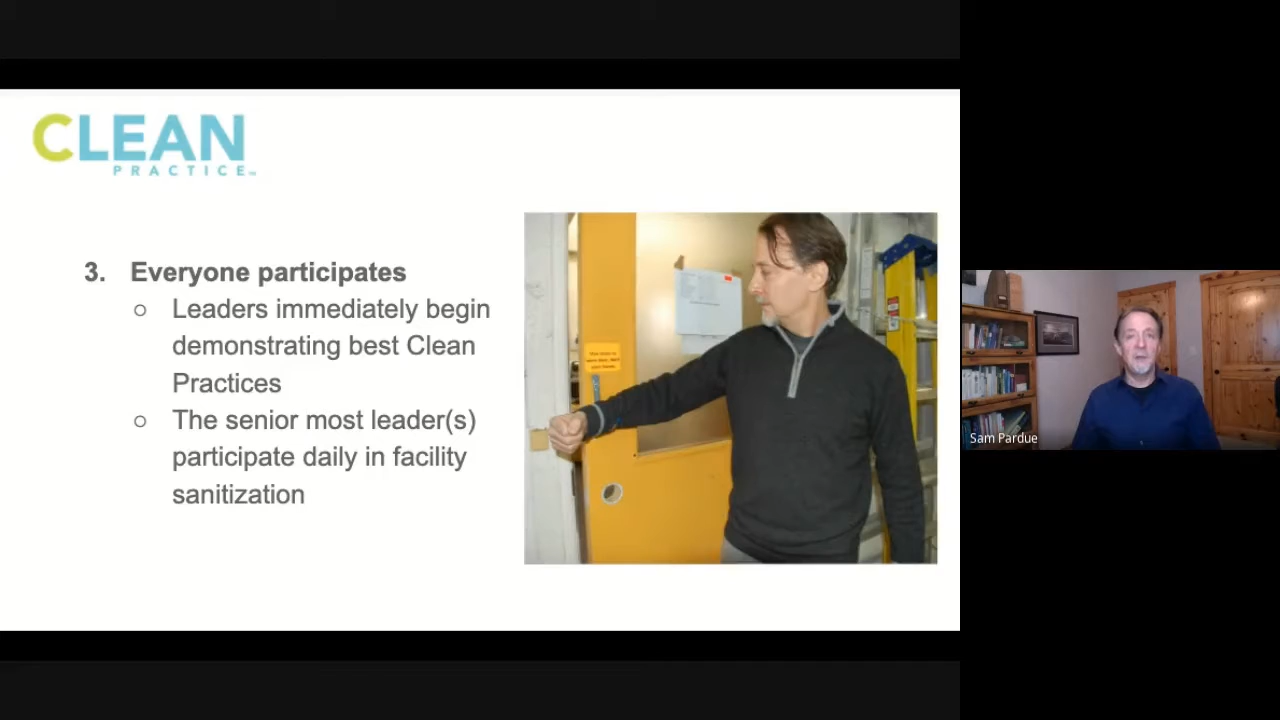 CLEAN
PRACTICE
3. Everyone participates
○ Leaders immediately begin
demonstrating best Clean
Practices
○ The senior most leader(s)
participate daily in facility
sanitization
Sam Pardue